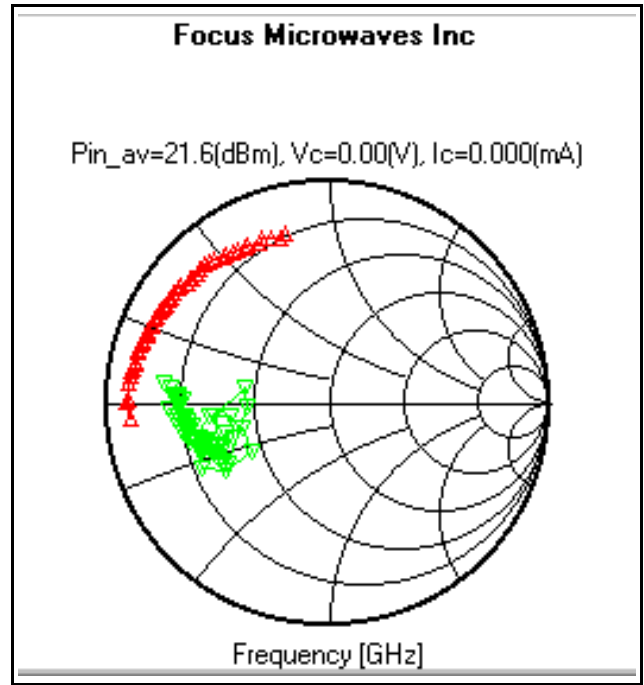 Focus Microwaves Inc
Pin_av=21.6(dBm), Vc=0.00(V), Ic=0.000(mA)
Frequency [GHz]